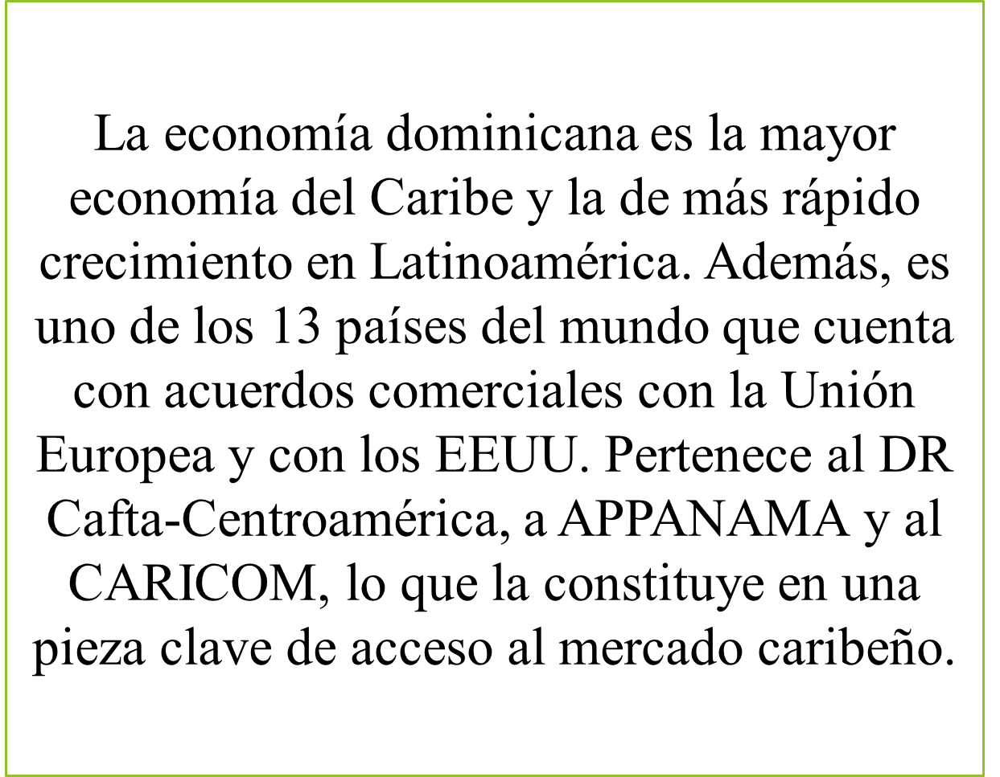 La economía dominicana es la mayor
economía del Caribe y la de más rápido
crecimiento en Latinoamérica. Además, es
uno de los 13 países del mundo que cuenta
con acuerdos comerciales con la Unión
Europea y con los EEUU. Pertenece al DR
Cafta-Centroamérica, a APPANAMA y al
CARICOM, lo que la constituye en una
pieza clave de acceso al mercado caribeño.